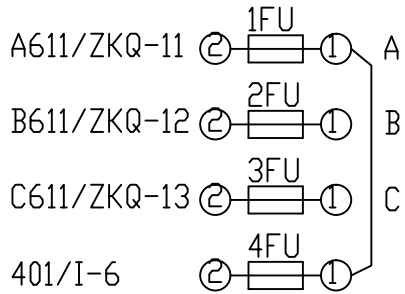 1FU
A611/ZKQ-11 2 1 A
2FU
B611/ZKQ-12 2 1 B
3FU
C611/ZKQ-13 2 1 C
4FU
401/I-6 2 1